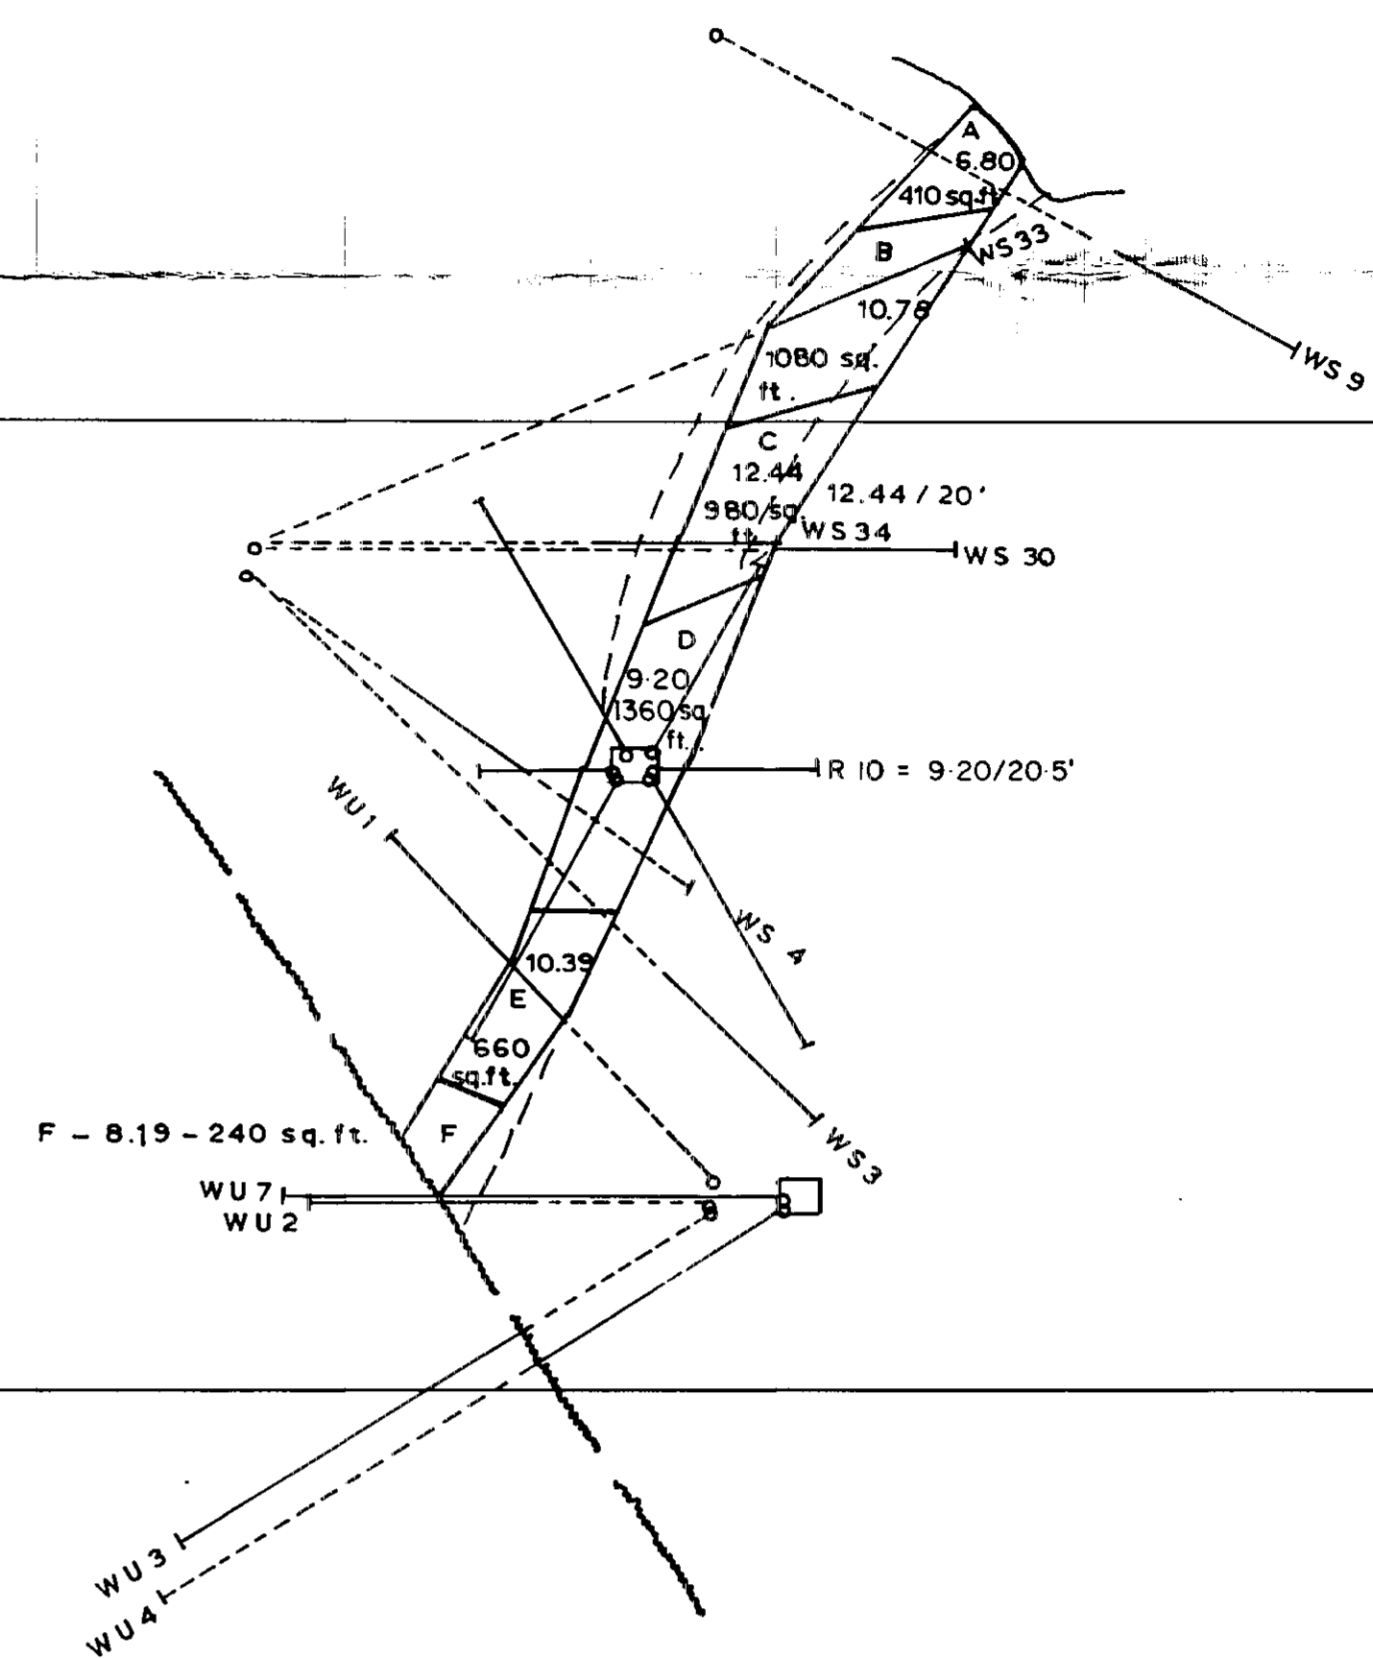 A
6.80
410 sq.ft
B
WS 33
10.78
1080 sq.
ft.
WS 9
C
12.44
980 sq.
ft.
12.44 / 20'
WS 34
WS 30
D
9.20
1360 sq
ft.
R 10 = 9.20/20.5'
WU 1
WS 4
10.39
E
660
sq.ft.
F - 8.19 - 240 sq. ft.
F
WS 3
WU 7
WU 2
WU 3
WU 4